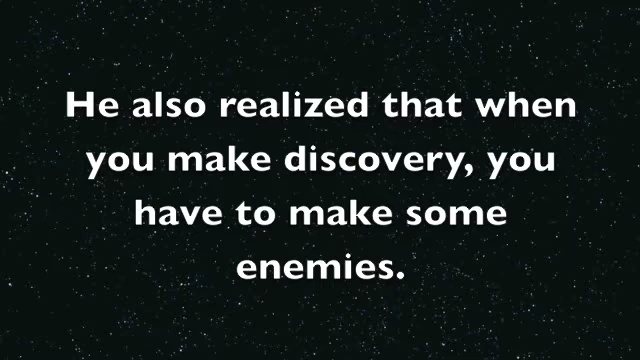 He also realized that when
you make discovery, you
have to make some
enemies.